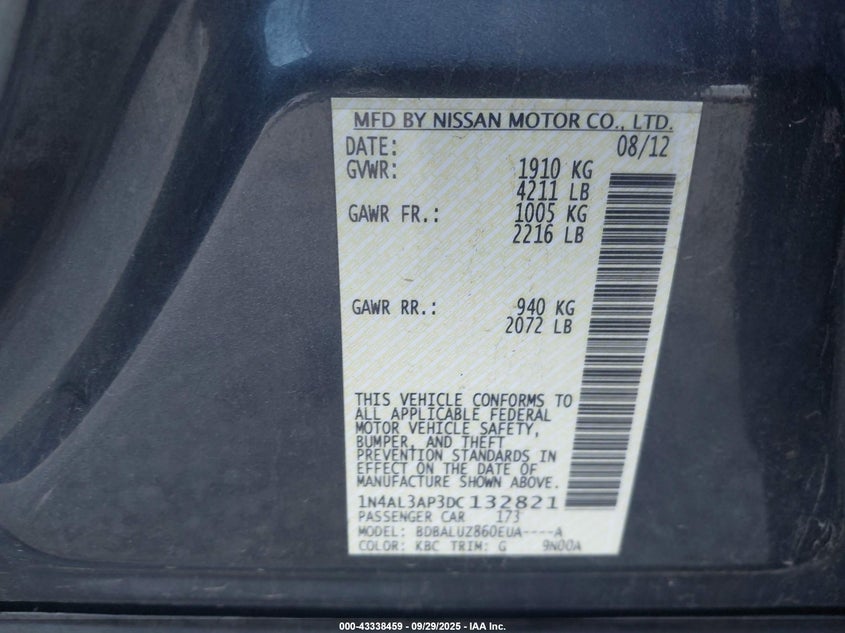 MFD BY NISSAN MOTOR CO., LTD.
DATE: 08/12
GVWR: 1910 KG
4211 LB
GAWR FR.: 1005 KG
2216 LB
GAWR RR.: 940 KG
2072 LB
THIS VEHICLE CONFORMS TO
ALL APPLICABLE FEDERAL
MOTOR VEHICLE SAFETY,
BUMPER, AND THEFT
PREVENTION STANDARDS IN
EFFECT ON THE DATE OF
MANUFACTURE SHOWN ABOVE.
1N4AL3AP3DC132821
PASSENGER CAR 173
MODEL: BDBALUZ860EUA----A
COLOR: KBC TRIM: G 9N00A
000-43338459 - 09/29/2025 - IAA Inc.